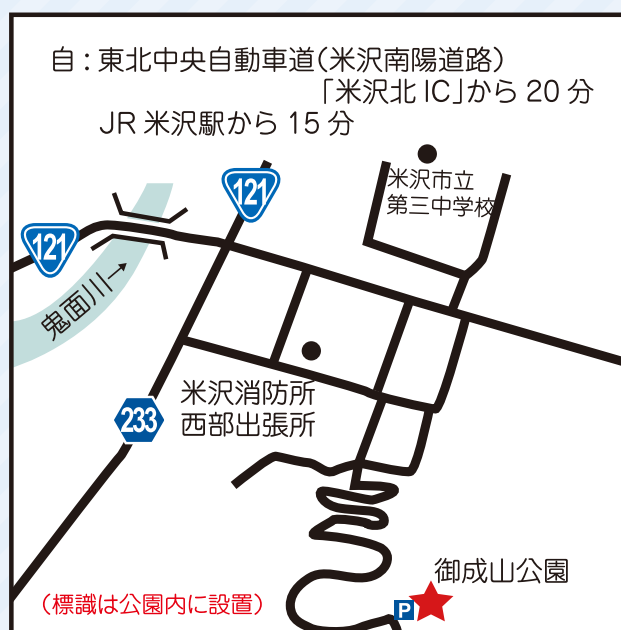 自：東北中央自動車道(米沢南陽道路)
「米沢北IC」から 20 分
JR 米沢駅から 15 分
米沢市立
第三中学校
121
121
鬼面川→
米沢消防所
西部出張所
233
御成山公園
P
(標識は公園内に設置)